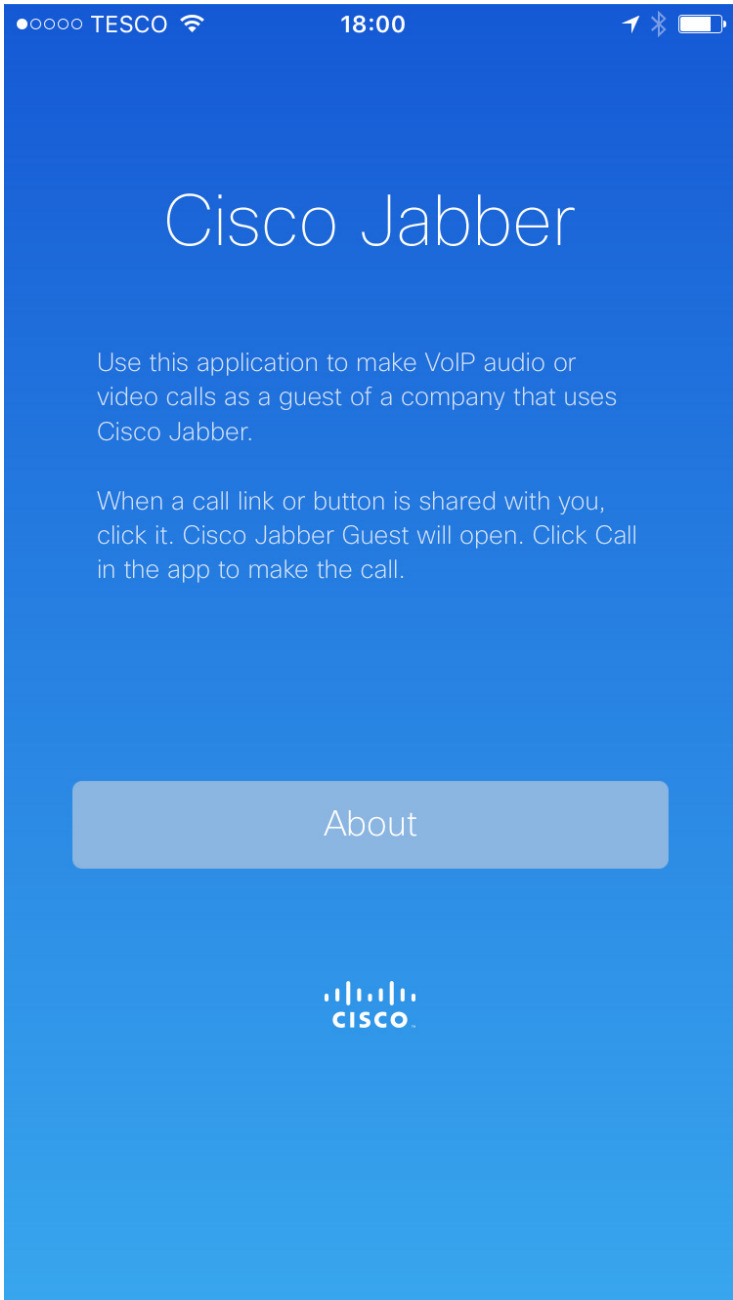 TESCO 18:00
Cisco Jabber
Use this application to make VoIP audio or
video calls as a guest of a company that uses
Cisco Jabber.
When a call link or button is shared with you,
click it. Cisco Jabber Guest will open. Click Call
in the app to make the call.
About
CISCO